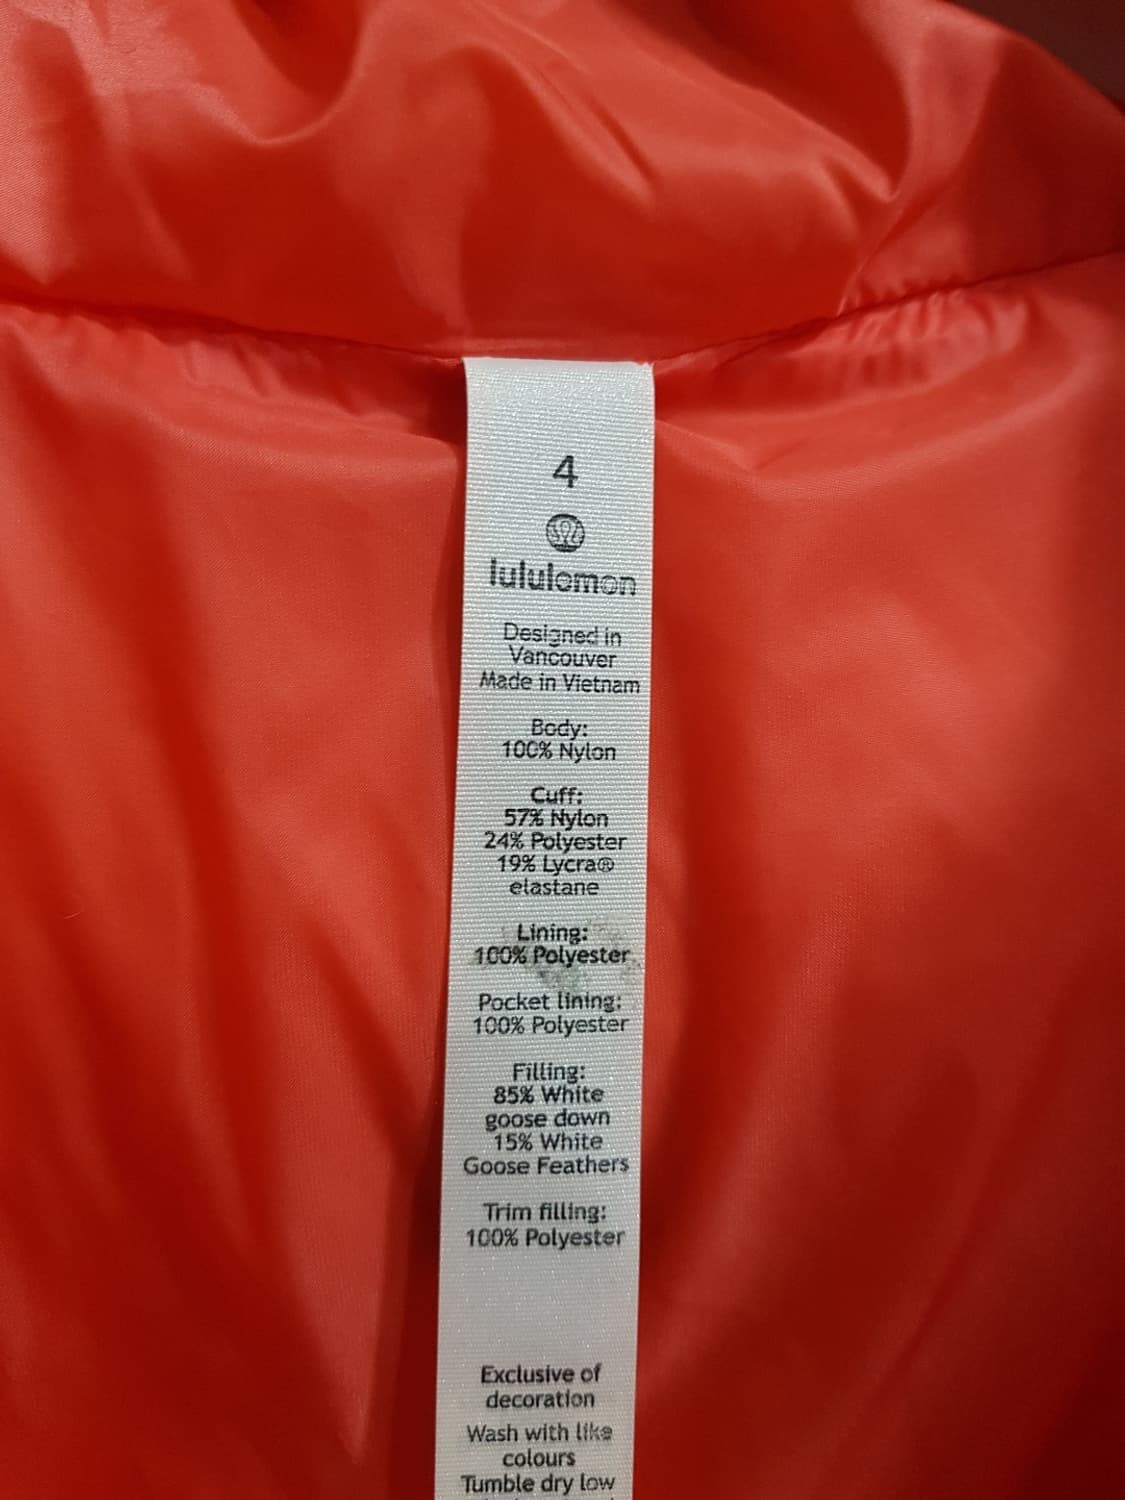 4
lululemon
Designed in
Vancouver
Made in Vietnam
Body:
100% Nylon
Cuff:
57% Nylon
24% Polyester
19% Lycra®
elastane
Lining:
100% Polyester
Pocket lining:
100% Polyester
Filling:
85% White
goose down
15% White
Goose Feathers
Trim filling:
100% Polyester
Exclusive of
decoration
Wash with like
colours
Tumble dry low